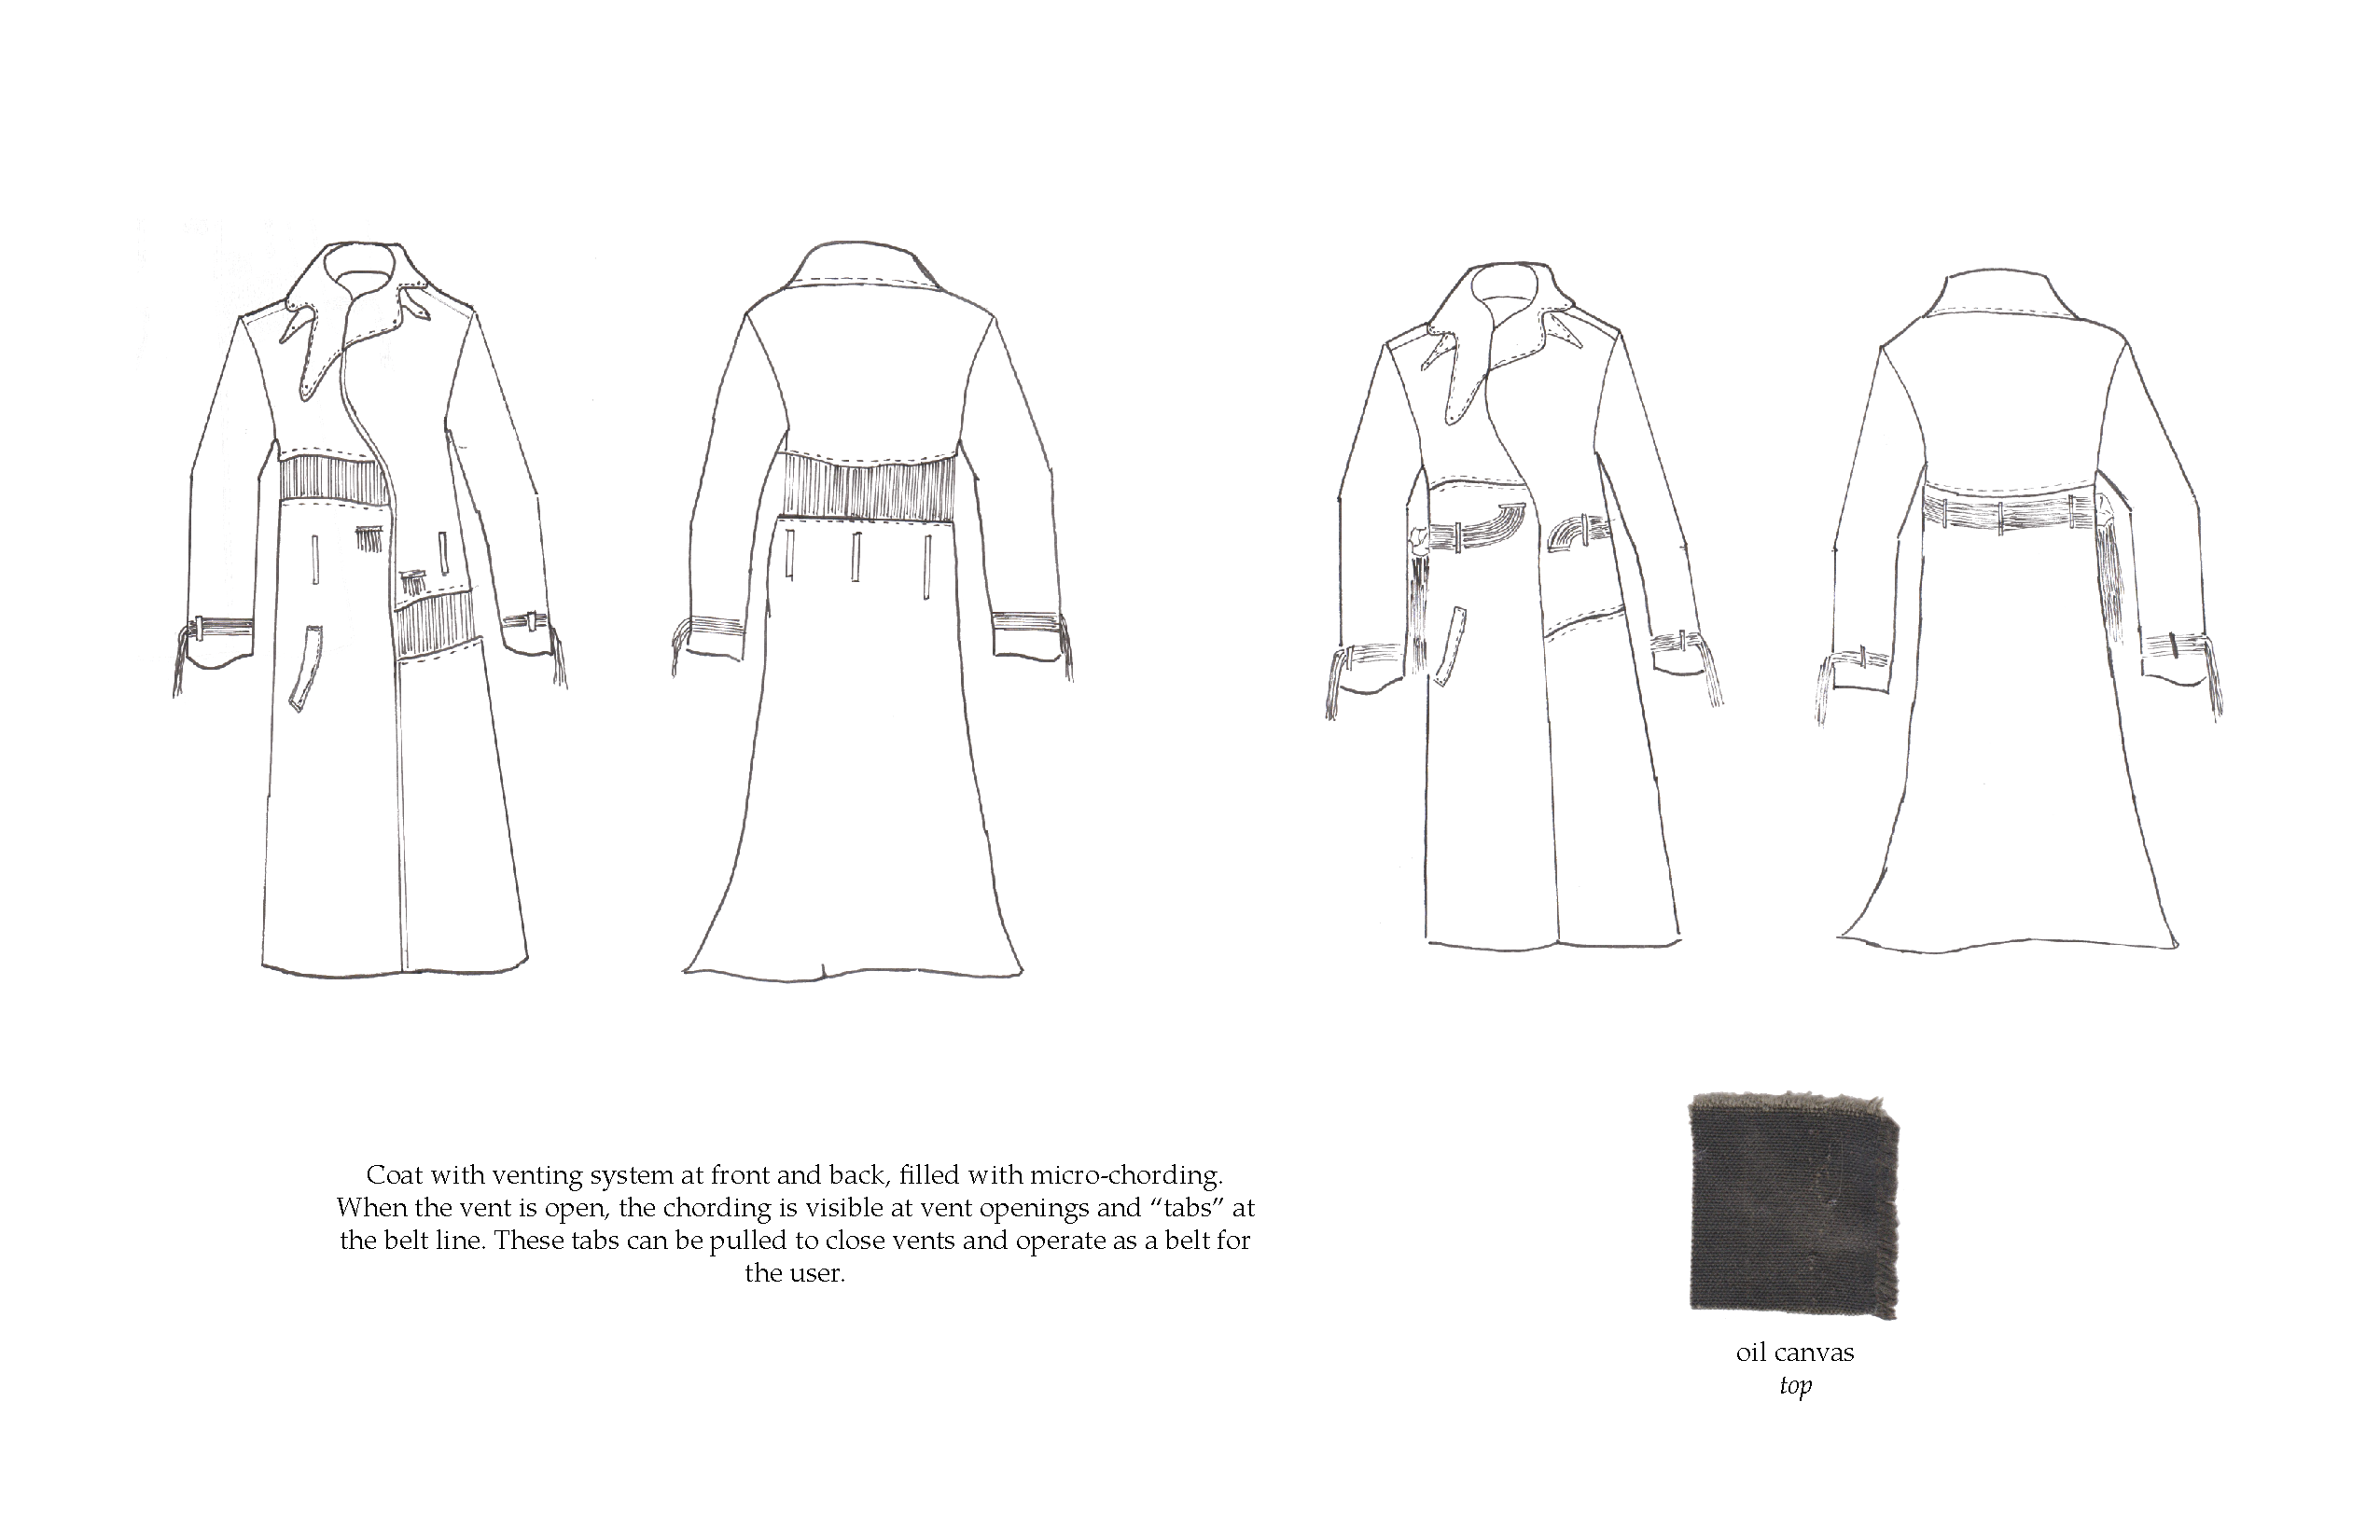 Coat with venting system at front and back, filled with micro-chording.
When the vent is open, the chording is visible at vent openings and “tabs” at
the belt line. These tabs can be pulled to close vents and operate as a belt for
the user.
oil canvas
top